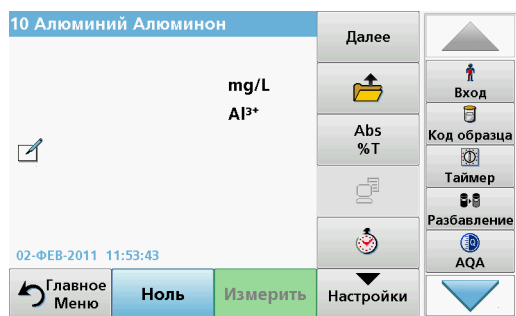 10 Алюминий Алюминон
mg/L
Al³⁺
02-ФЕВ-2011 11:53:43
Главное
Меню
Ноль
Измерить
Далее
Abs
%T
Настройки
Вход
Код образца
Таймер
Разбавление
AQA